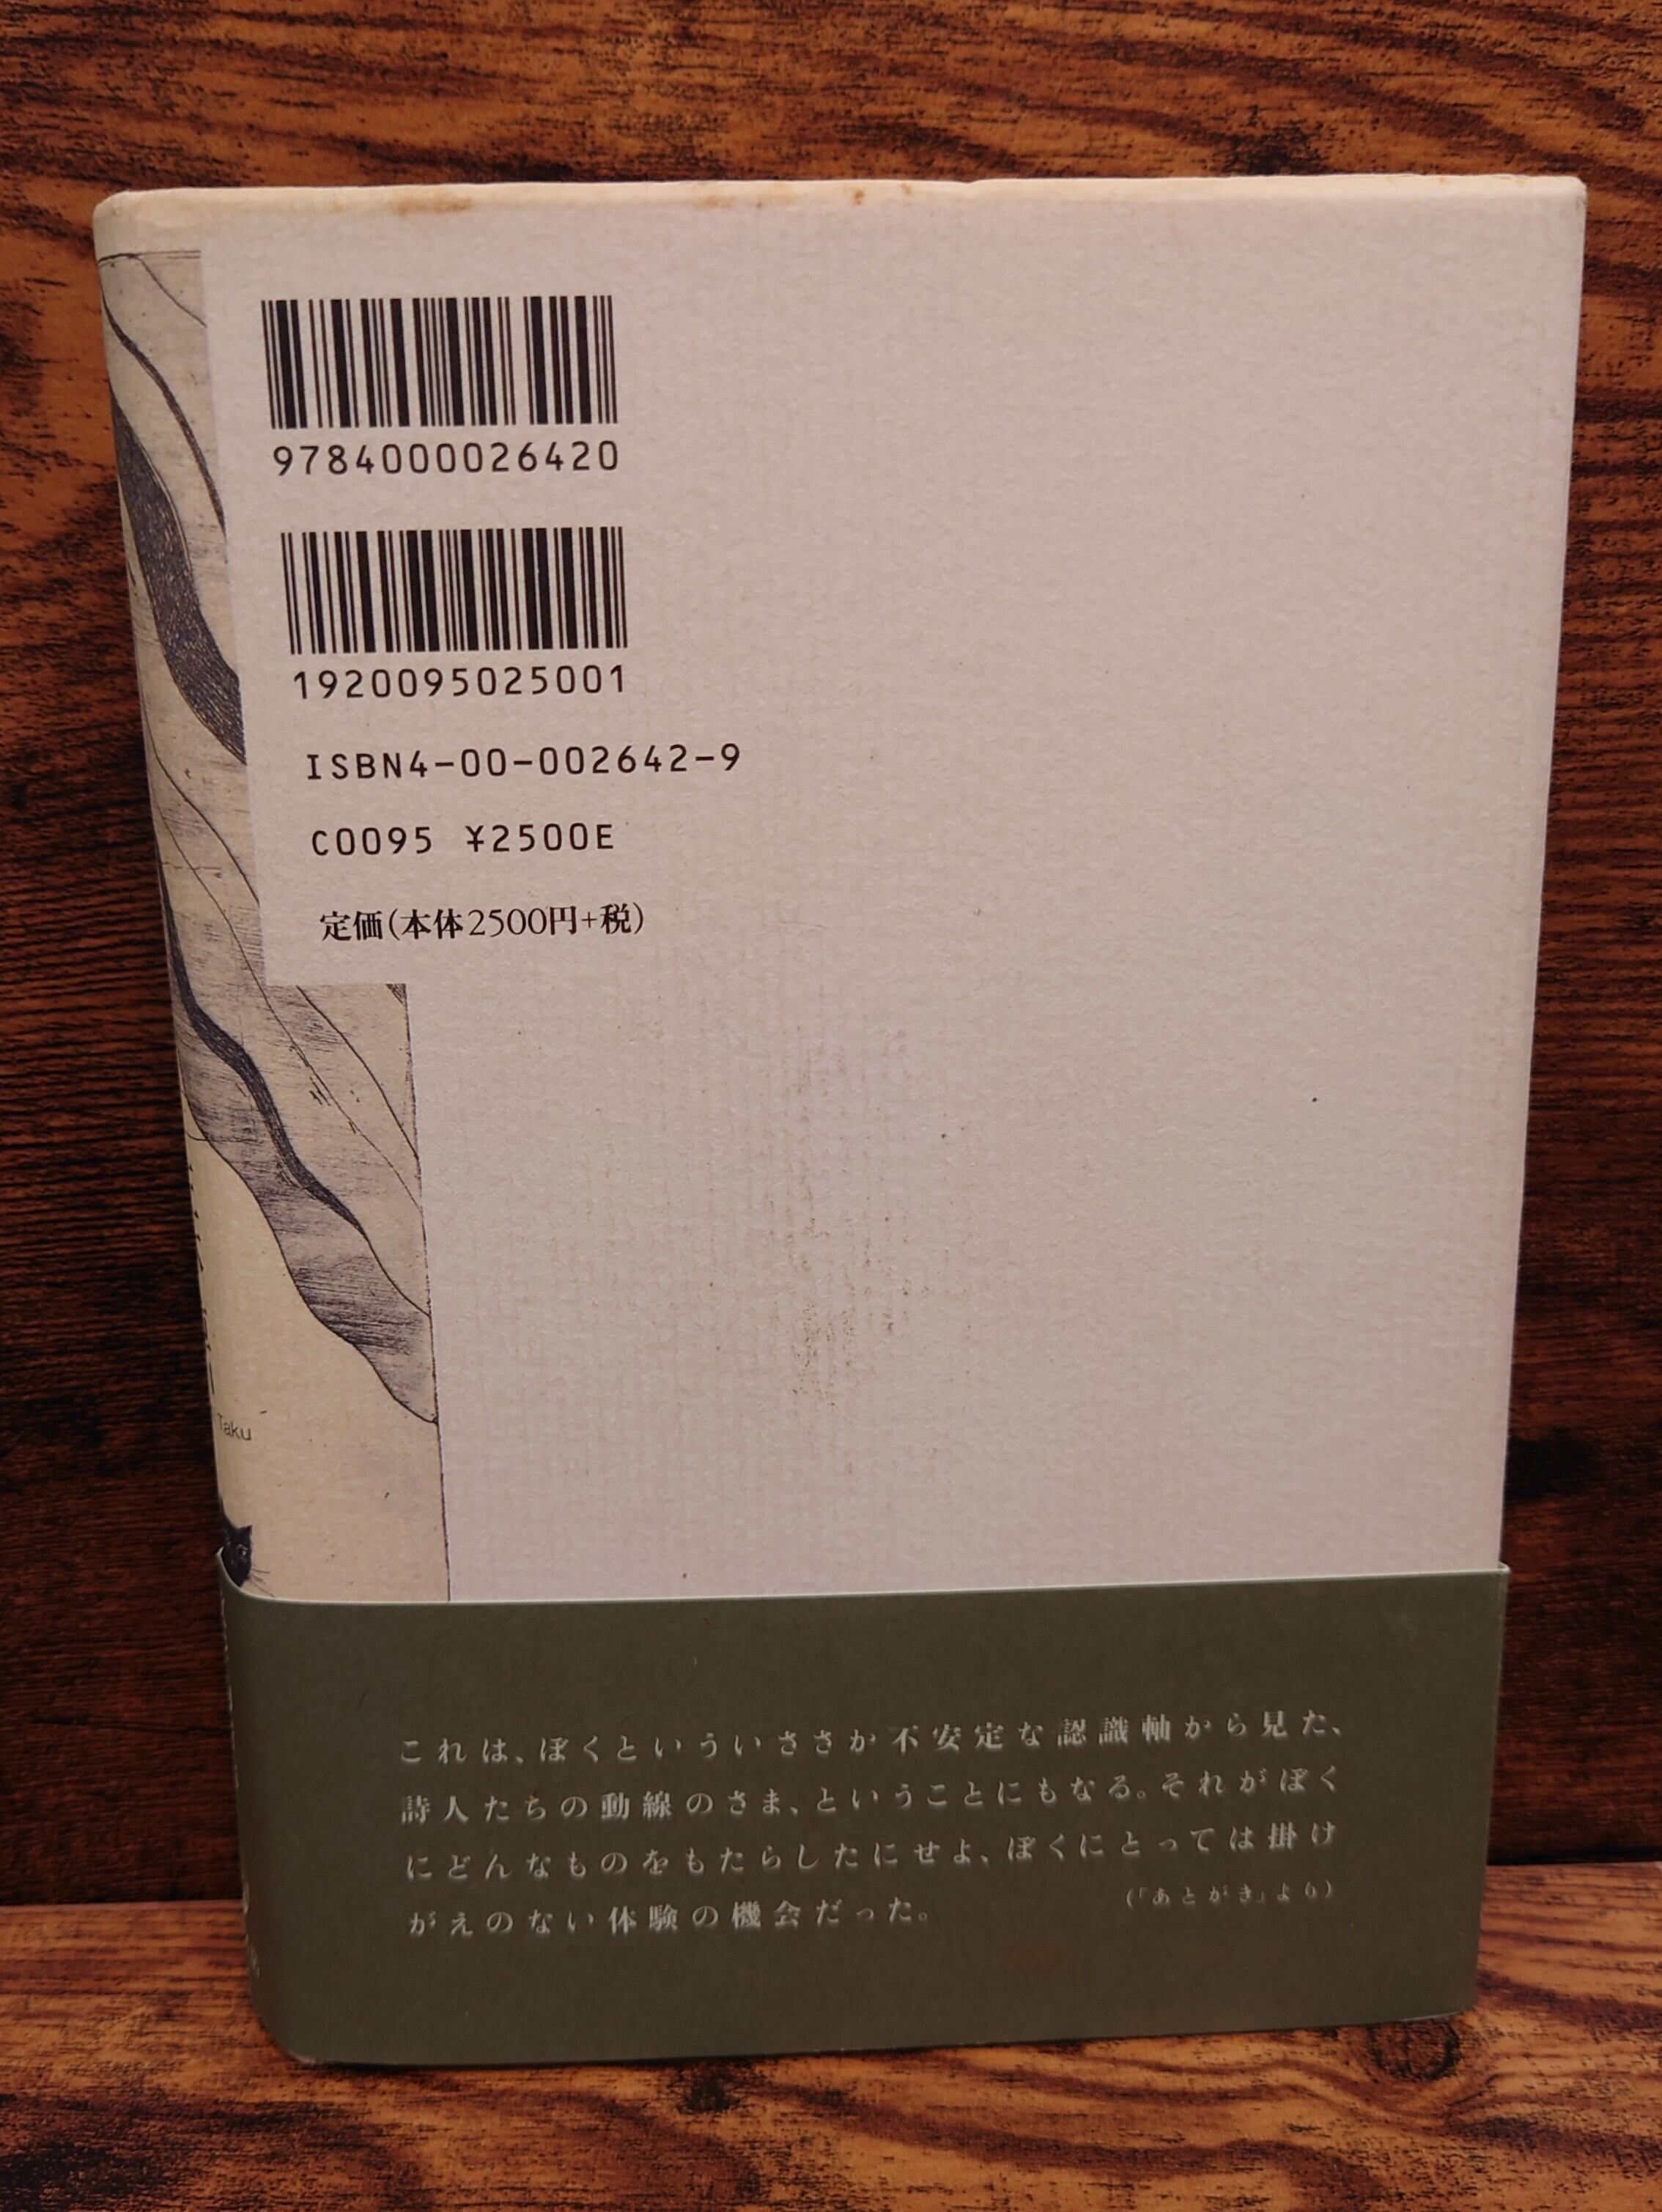 9784000026420
1920095025001
ISBN4-00-002642-9
C0095 ¥2500E
定価(本体2500円+税)
Taku
これは、ぼくといういささか不安定な認識軸から見た、
詩人たちの動線のさま、ということにもなる。それがぼく
にどんなものをもたらしたにせよ、ぼくにとっては掛け
がえのない体験の機会だった。
(「あとがき」より)